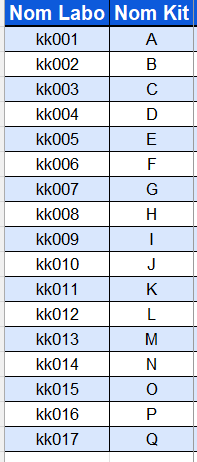 Nom Labo Nom Kit
kk001 A
kk002 B
kk003 C
kk004 D
kk005 E
kk006 F
kk007 G
kk008 H
kk009 I
kk010 J
kk011 K
kk012 L
kk013 M
kk014 N
kk015 O
kk016 P
kk017 Q